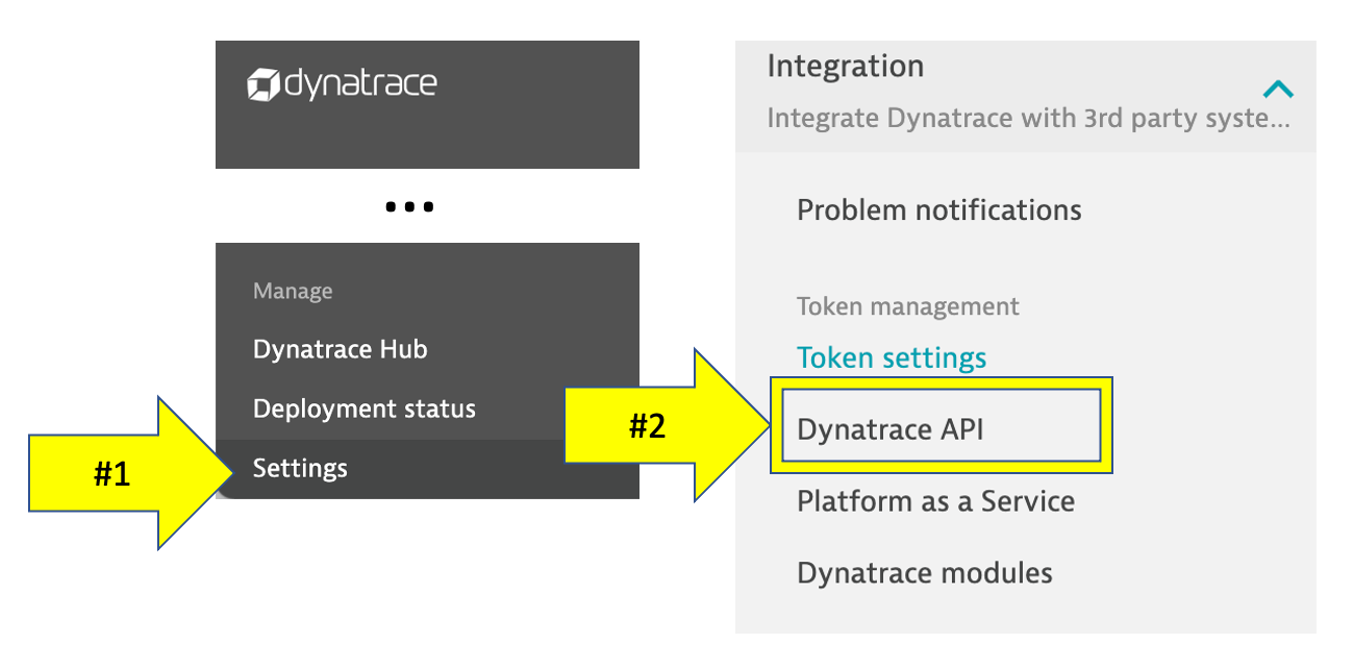 dynatrace
...
Manage
Dynatrace Hub
Deployment status
#1
Settings
Integration
Integrate Dynatrace with 3rd party syste...
Problem notifications
Token management
Token settings
#2
Dynatrace API
Platform as a Service
Dynatrace modules